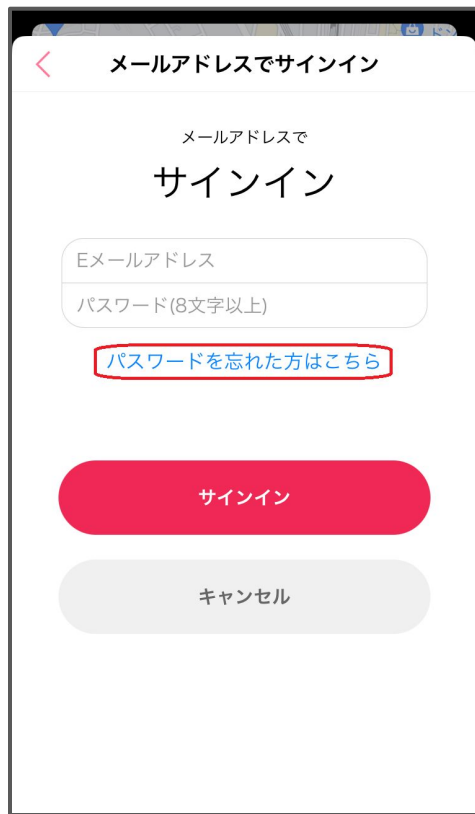 メールアドレスでサインイン
メールアドレスで
サインイン
Eメールアドレス
パスワード(8文字以上)
パスワードを忘れた方はこちら
サインイン
キャンセル